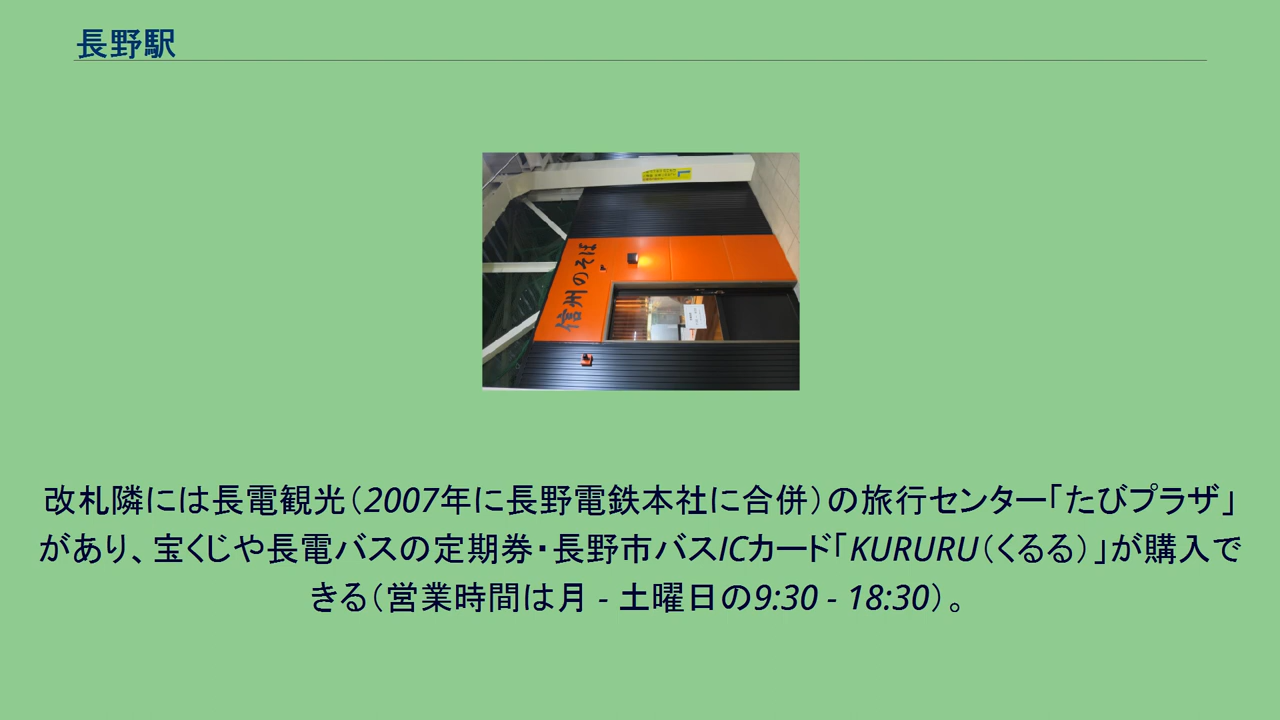 長野駅
信州のそば
改札隣には長電観光（2007年に長野電鉄本社に合併）の旅行センター「たびプラザ」
があり、宝くじや長電バスの定期券・長野市バスICカード「KURURU（くるる）」が購入で
きる（営業時間は月 - 土曜日の9:30 - 18:30）。